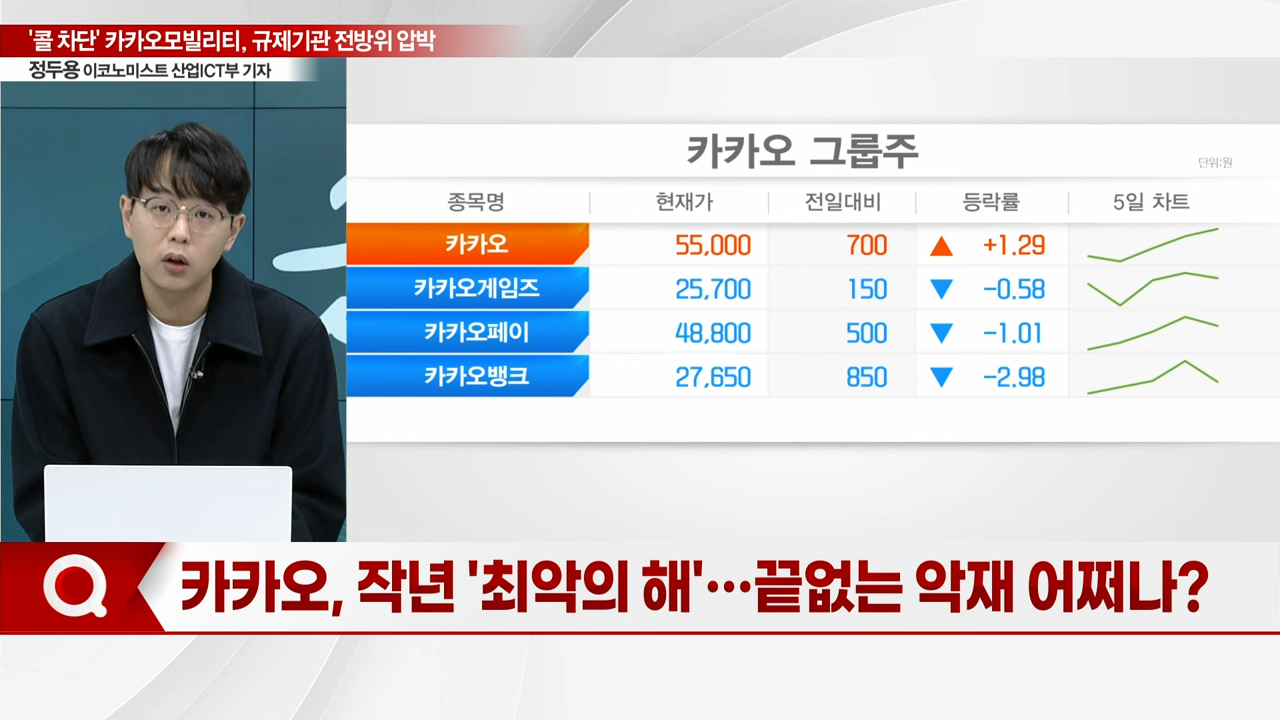 '콜 차단' 카카오모빌리티, 규제기관 전방위 압박
정두용 이코노미스트 산업ICT부 기자
카카오 그룹주
단위:원
종목명 현재가 전일대비 등락률 5일 차트
카카오 55,000 700 ▲ +1.29
카카오게임즈 25,700 150 ▼ -0.58
카카오페이 48,800 500 ▼ -1.01
카카오뱅크 27,650 850 ▼ -2.98
Q 카카오, 작년 '최악의 해'…끝없는 악재 어쩌나?